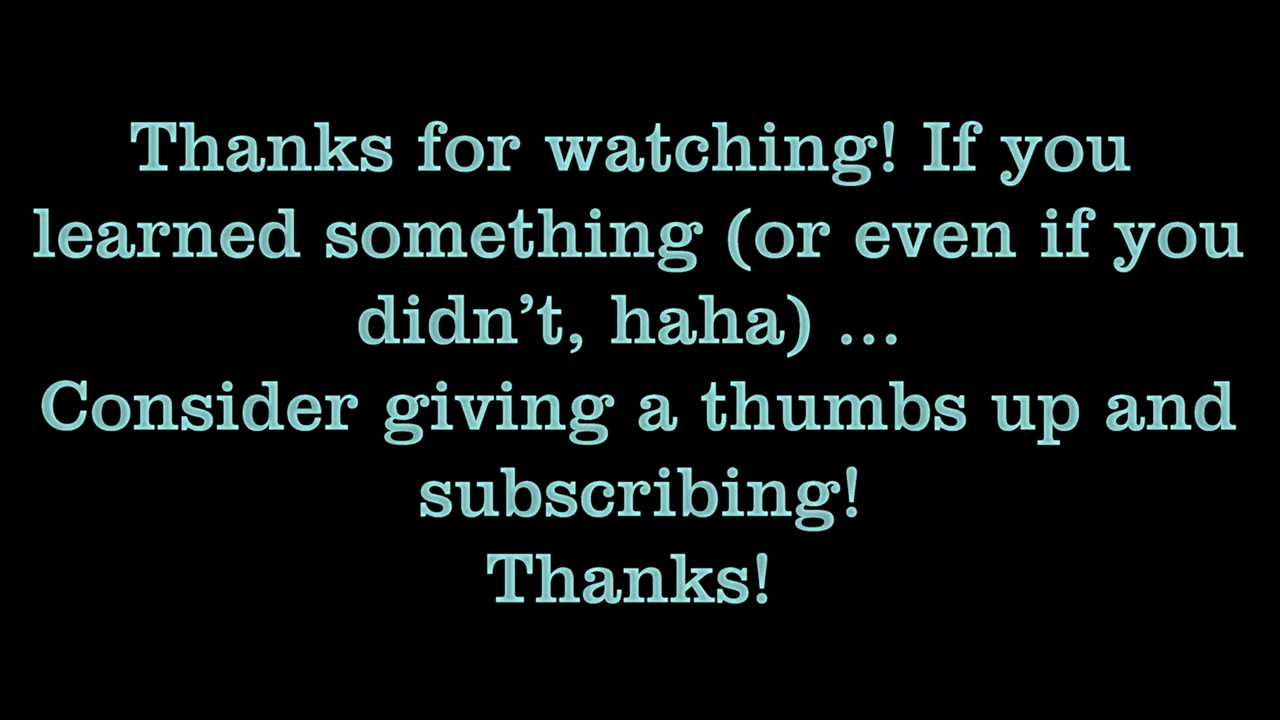 Thanks for watching! If you
learned something (or even if you
didn’t, haha) ...
Consider giving a thumbs up and
subscribing!
Thanks!